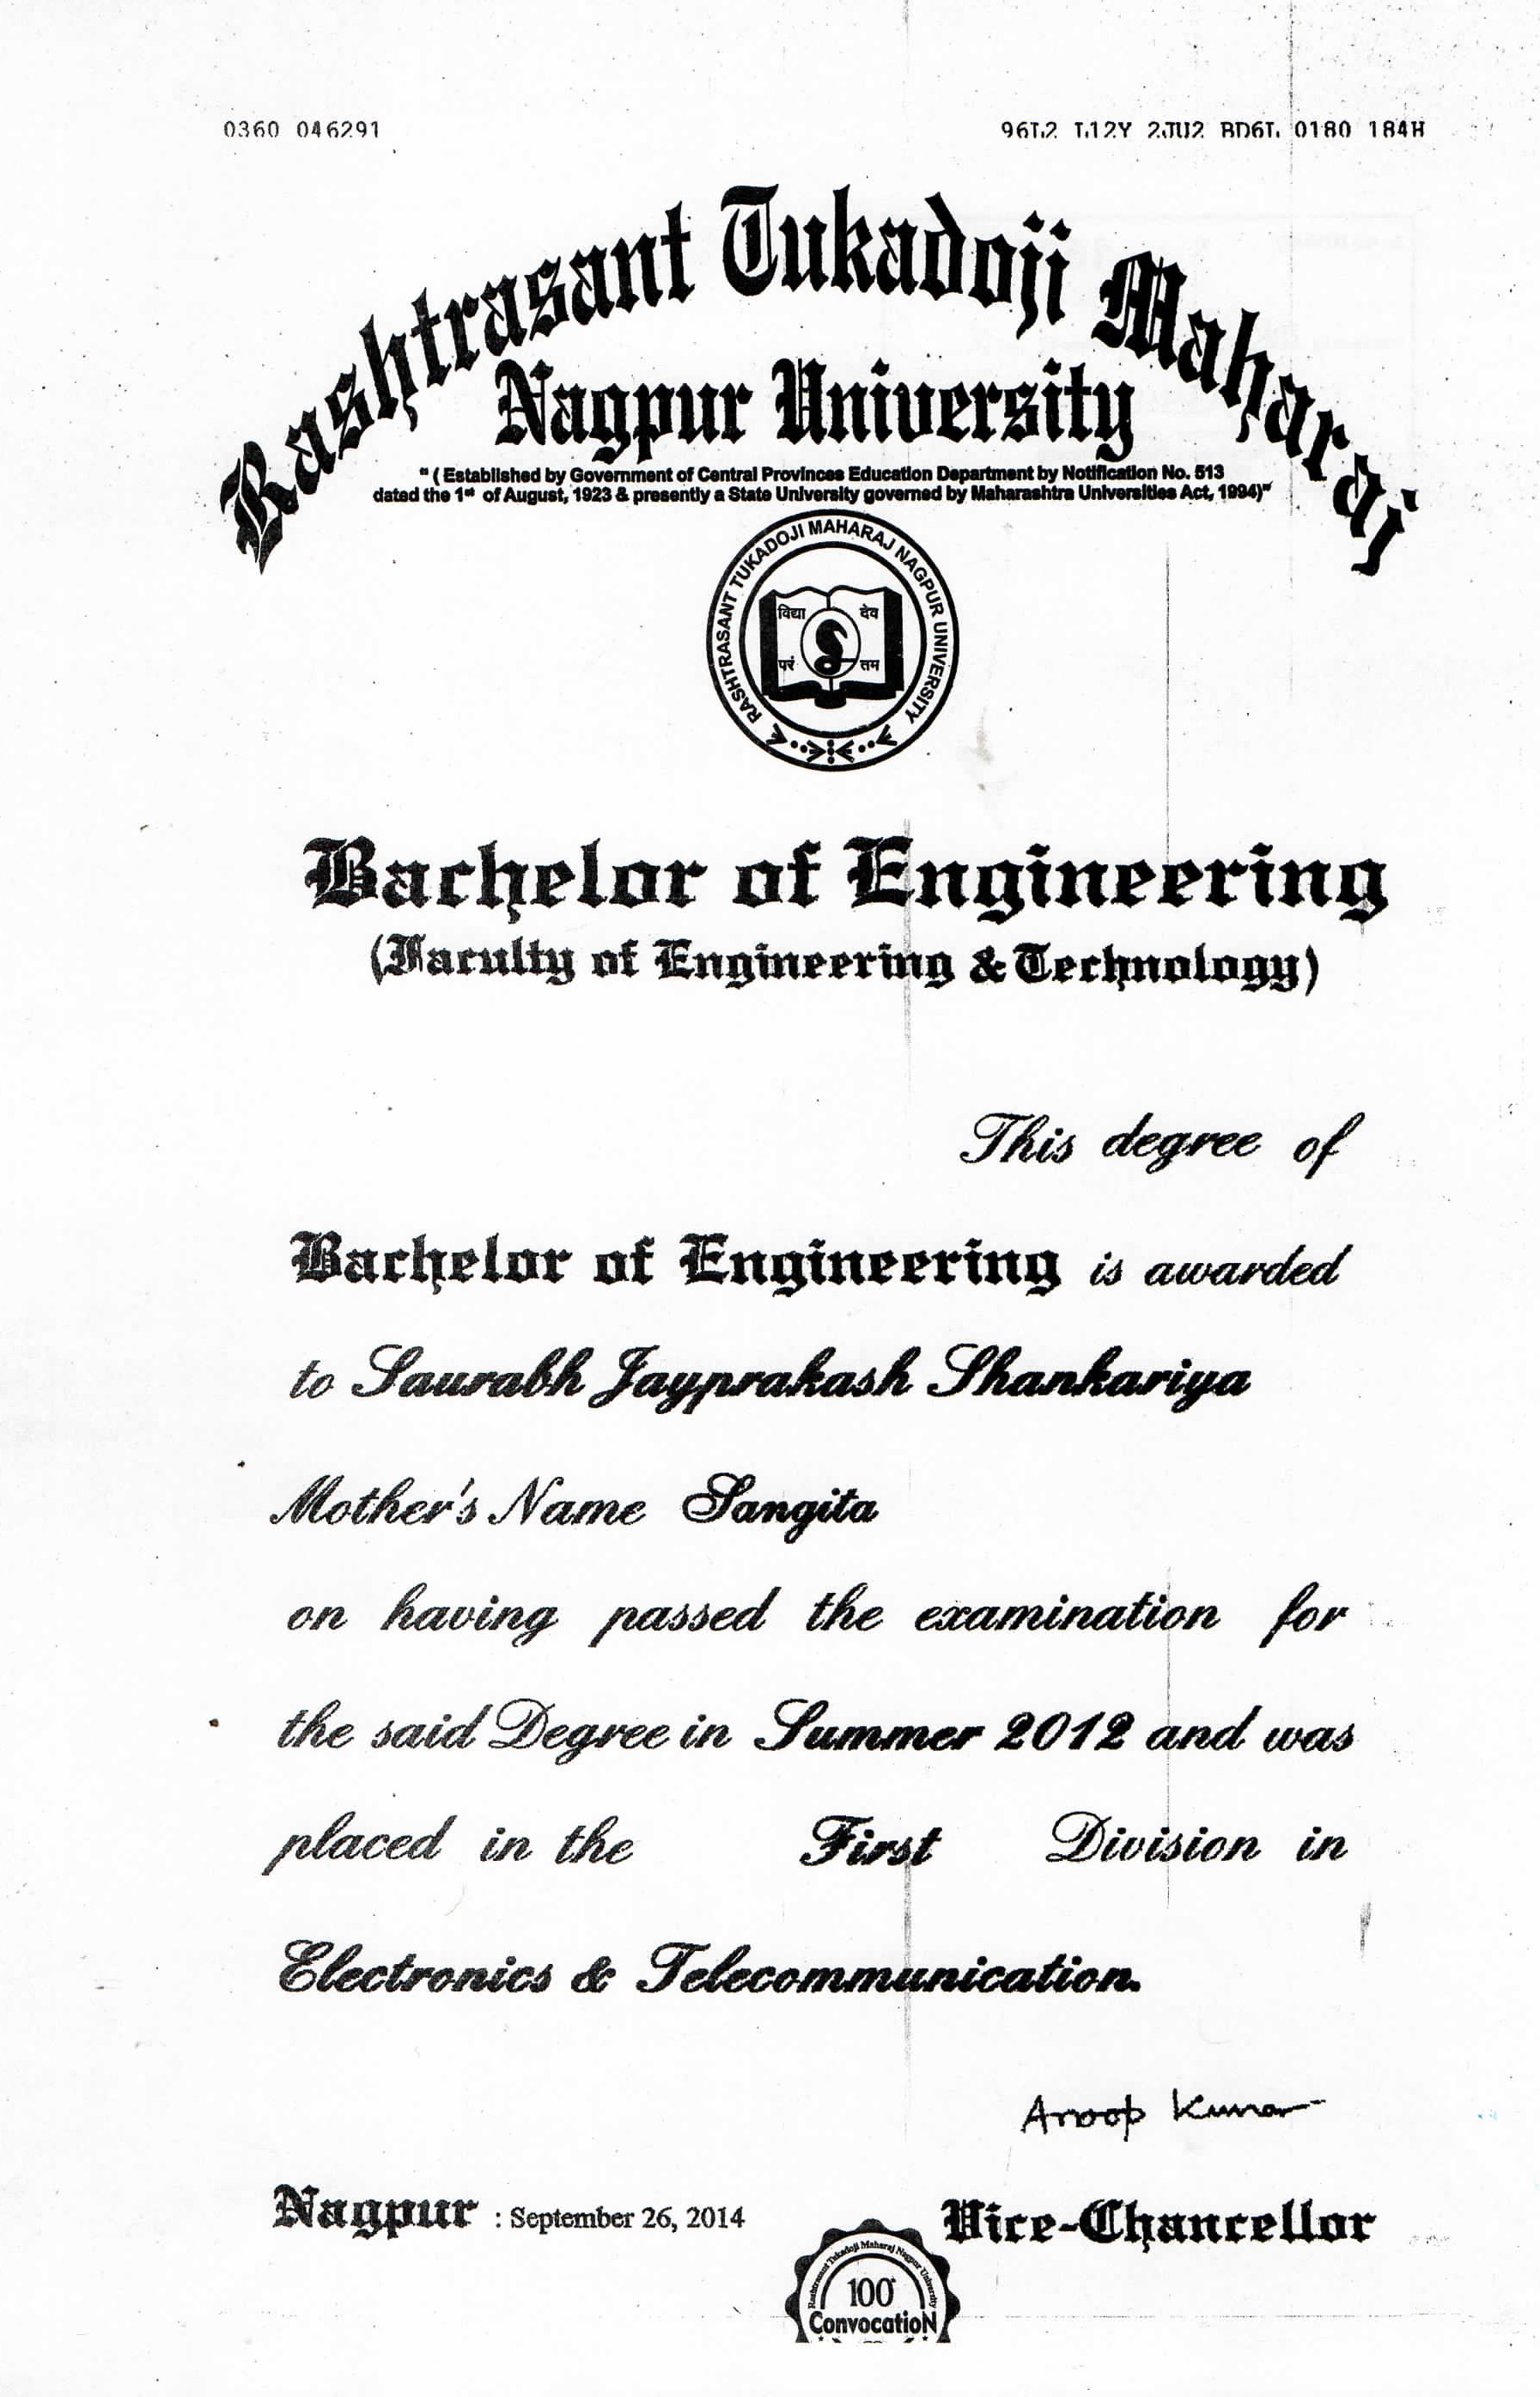 0360 046291
96L2 L12Y 2JU2 BD6L 0180 184H
Rashtrasant Tukadoji Maharaj
Nagpur University
" ( Established by Government of Central Provinces Education Department by Notification No. 513
dated the 1st of August, 1923 & presently a State University governed by Maharashtra Universities Act, 1994)"
RASHTRASANT TUKADOJI MAHARAJ NAGPUR UNIVERSITY
विद्या देव
परं तम
Bachelor of Engineering
(Faculty of Engineering & Technology)
This degree of
Bachelor of Engineering is awarded
to Saurabh Jayprakash Shankariya
Mother's Name Sangita
on having passed the examination for
the said Degree in Summer 2012 and was
placed in the First Division in
Electronics & Telecommunication.
Anoop Kumar
Nagpur : September 26, 2014
Vice-Chancellor
Rashtrasant Tukadoji Maharaj Nagpur University
100
Convocation